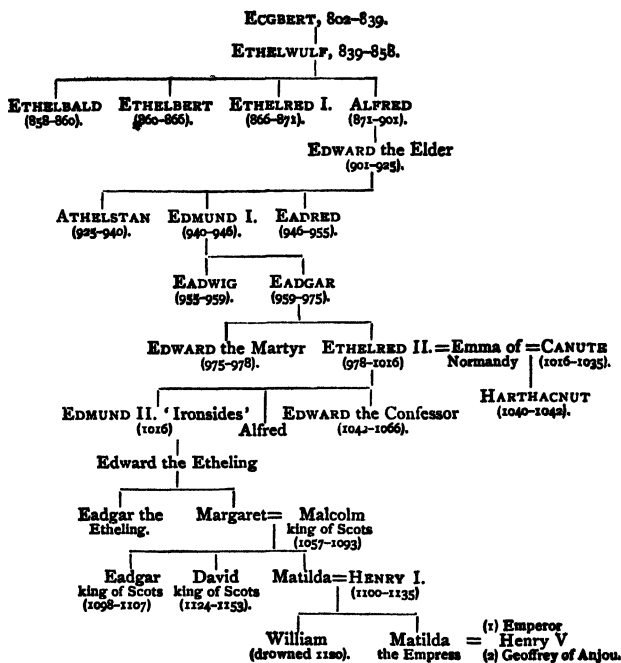 ECGBERT, 802–839.
ETHELWULF, 839–858.
ETHELBALD ETHELBERT ETHELRED I. ALFRED
(858–860). (860–866). (866–871). (871–901).
EDWARD the Elder
(901–925).
ATHELSTAN EDMUND I. EADRED
(925–940). (940–946). (946–955).
EADWIG EADGAR
(955–959). (959–975).
EDWARD the Martyr ETHELRED II.=Emma of=CANUTE
(975–978). (978–1016) Normandy (1016–1035).
HARTHACNUT
(1040–1042).
EDMUND II. ‘Ironsides’ EDWARD the Confessor
(1016) Alfred (1042–1066).
Edward the Etheling
Eadgar the Margaret= Malcolm
Etheling. king of Scots
(1057–1093)
Eadgar David Matilda=HENRY I.
king of Scots king of Scots (1100–1135)
(1098–1107) (1124–1153).
(1) Emperor
William Matilda = Henry V
(drowned 1120). the Empress (2) Geoffrey of Anjou.